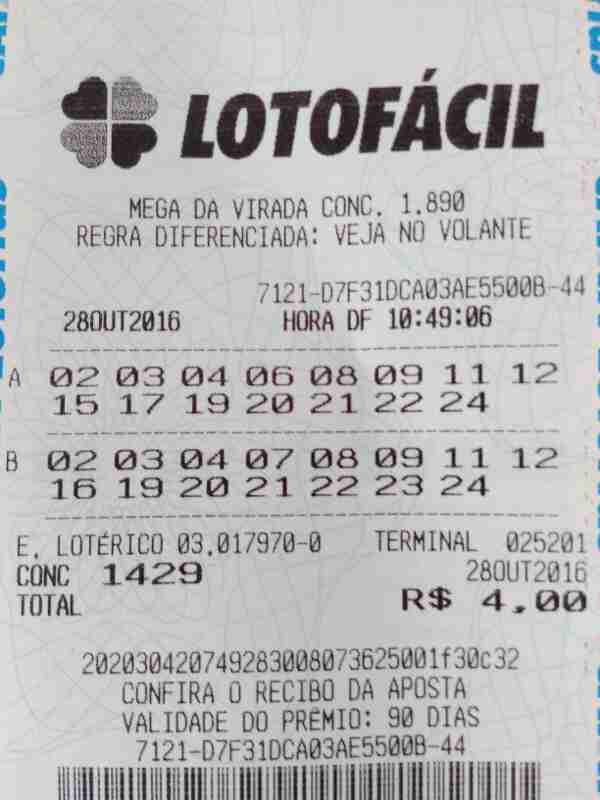 LOTOFÁCIL
MEGA DA VIRADA CONC. 1.890
REGRA DIFERENCIADA: VEJA NO VOLANTE
7121-D7F31DCA03AE5500B-44
28OUT2016 HORA DF 10:49:06
A 02 03 04 06 08 09 11 12
15 17 19 20 21 22 24
B 02 03 04 07 08 09 11 12
16 19 20 21 22 23 24
E. LOTÉRICO 03.017970-0 TERMINAL 025201
CONC 1429 28OUT2016
TOTAL R$ 4,00
20203042074928300807362500​1f30c32
CONFIRA O RECIBO DA APOSTA
VALIDADE DO PRÊMIO: 90 DIAS
7121-D7F31DCA03AE5500B-44